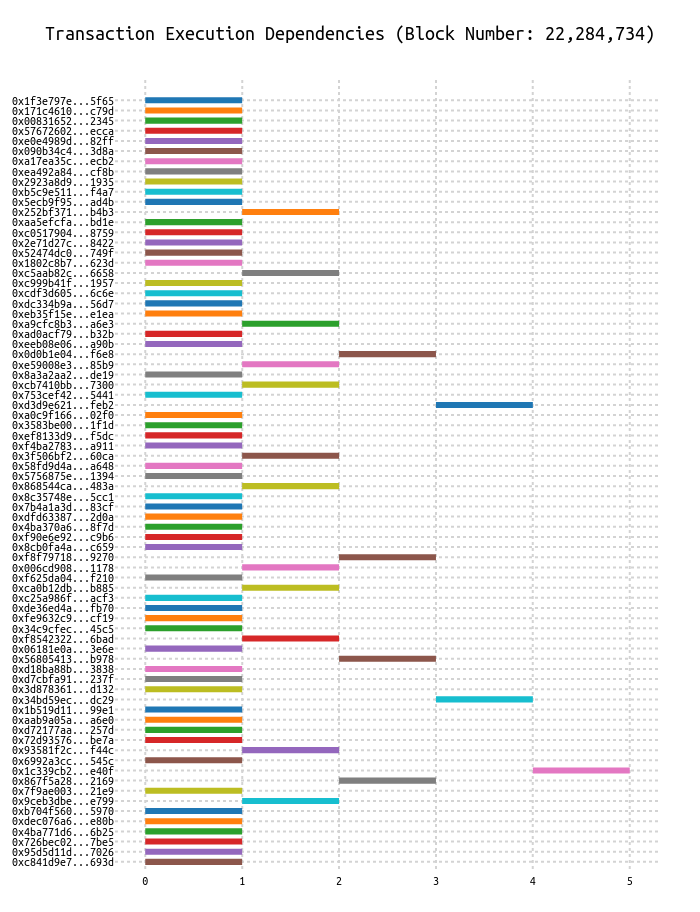 Transaction Execution Dependencies (Block Number: 22,284,734)
0x1f3e797e...5f65
0x171c4610...c79d
0x00831652...2345
0x57672602...ecca
0xe0e4989d...82ff
0x090b34c4...3d8a
0xa17ea35c...ecb2
0xea492a84...cf8b
0x2923a8d9...1935
0xb5c9e511...f4a7
0x5ecb9f95...ad4b
0x252bf371...b4b3
0xaa5efcfa...bd1e
0xc0517904...8759
0x2e71d27c...8422
0x52474dc0...749f
0x1802c8b7...623d
0xc5aab82c...6658
0xc999b41f...1957
0xcdf3d605...6c6e
0xdc334b9a...56d7
0xeb35f15e...e1ea
0xa9cfc8b3...a6e3
0xad0acf79...b32b
0xeeb08e06...a90b
0x0d0b1e04...f6e8
0xe59008e3...85b9
0x8a3a2aa2...de19
0xcb7410bb...7300
0x753cef42...5441
0xd3d9e621...feb2
0xa0c9f166...02f0
0x3583be00...1f1d
0xef8133d9...f5dc
0xf4ba2783...a911
0x3f506bf2...60ca
0x58fd9d4a...a648
0x5756875e...1394
0x868544ca...483a
0x8c35748e...5cc1
0x7b4a1a3d...83cf
0xdfd63387...2d0a
0x4ba370a6...8f7d
0xf90e6e92...c9b6
0x8cb0fa4a...c659
0xf8f79718...9270
0x006cd908...1178
0xf625da04...f210
0xca0b12db...b885
0xc25a986f...acf3
0xde36ed4a...fb70
0xfe9632c9...cf19
0x34c9cfec...45c5
0xf8542322...6bad
0x06181e0a...3e6e
0x56805413...b978
0xd18ba88b...3838
0xd7cbfa91...237f
0x3d878361...d132
0x34bd59ec...dc29
0x1b519d11...99e1
0xaab9a05a...a6e0
0xd72177aa...257d
0x72d93576...be7a
0x93581f2c...f44c
0x6992a3cc...545c
0x1c339cb2...e40f
0x867f5a28...2169
0x7f9ae003...21e9
0x9ceb3dbe...e799
0xb704f560...5970
0xdec076a6...e80b
0x4ba771d6...6b25
0x726bec02...7be5
0x95d5d11d...7026
0xc841d9e7...693d
0 1 2 3 4 5